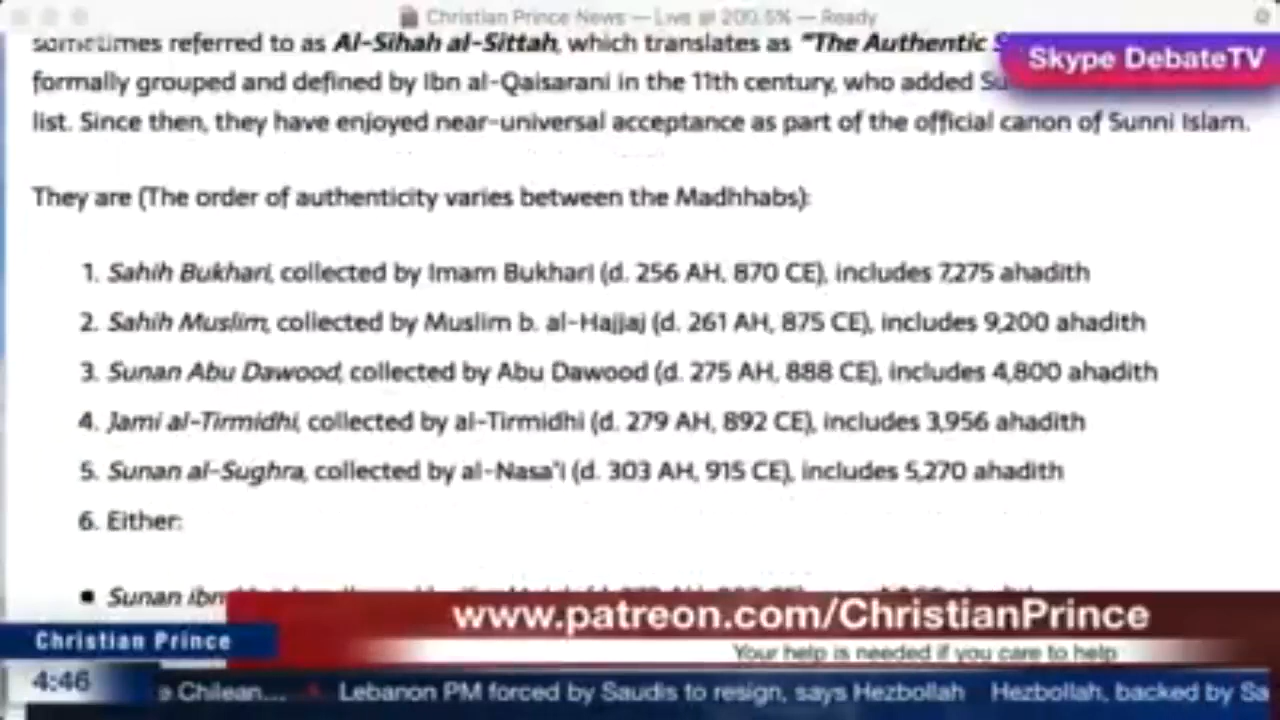 Christian Prince News — Live @ 200.5% — Ready
sometimes referred to as Al-Sihah al-Sittah, which translates as "The Authentic
Skype DebateTV
formally grouped and defined by Ibn al-Qaisarani in the 11th century, who added
list. Since then, they have enjoyed near-universal acceptance as part of the official canon of Sunni Islam.
They are (The order of authenticity varies between the Madhhabs):
1. Sahih Bukhari, collected by Imam Bukhari (d. 256 AH, 870 CE), includes 7,275 ahadith
2. Sahih Muslim, collected by Muslim b. al-Hajjaj (d. 261 AH, 875 CE), includes 9,200 ahadith
3. Sunan Abu Dawood, collected by Abu Dawood (d. 275 AH, 888 CE), includes 4,800 ahadith
4. Jami al-Tirmidhi, collected by al-Tirmidhi (d. 279 AH, 892 CE), includes 3,956 ahadith
5. Sunan al-Sughra, collected by al-Nasa'i (d. 303 AH, 915 CE), includes 5,270 ahadith
6. Either:
▪ Sunan ibn
www.patreon.com/ChristianPrince
Christian Prince
Your help is needed if you care to help
4:46
e Chilean... Lebanon PM forced by Saudis to resign, says Hezbollah Hezbollah, backed by Sa